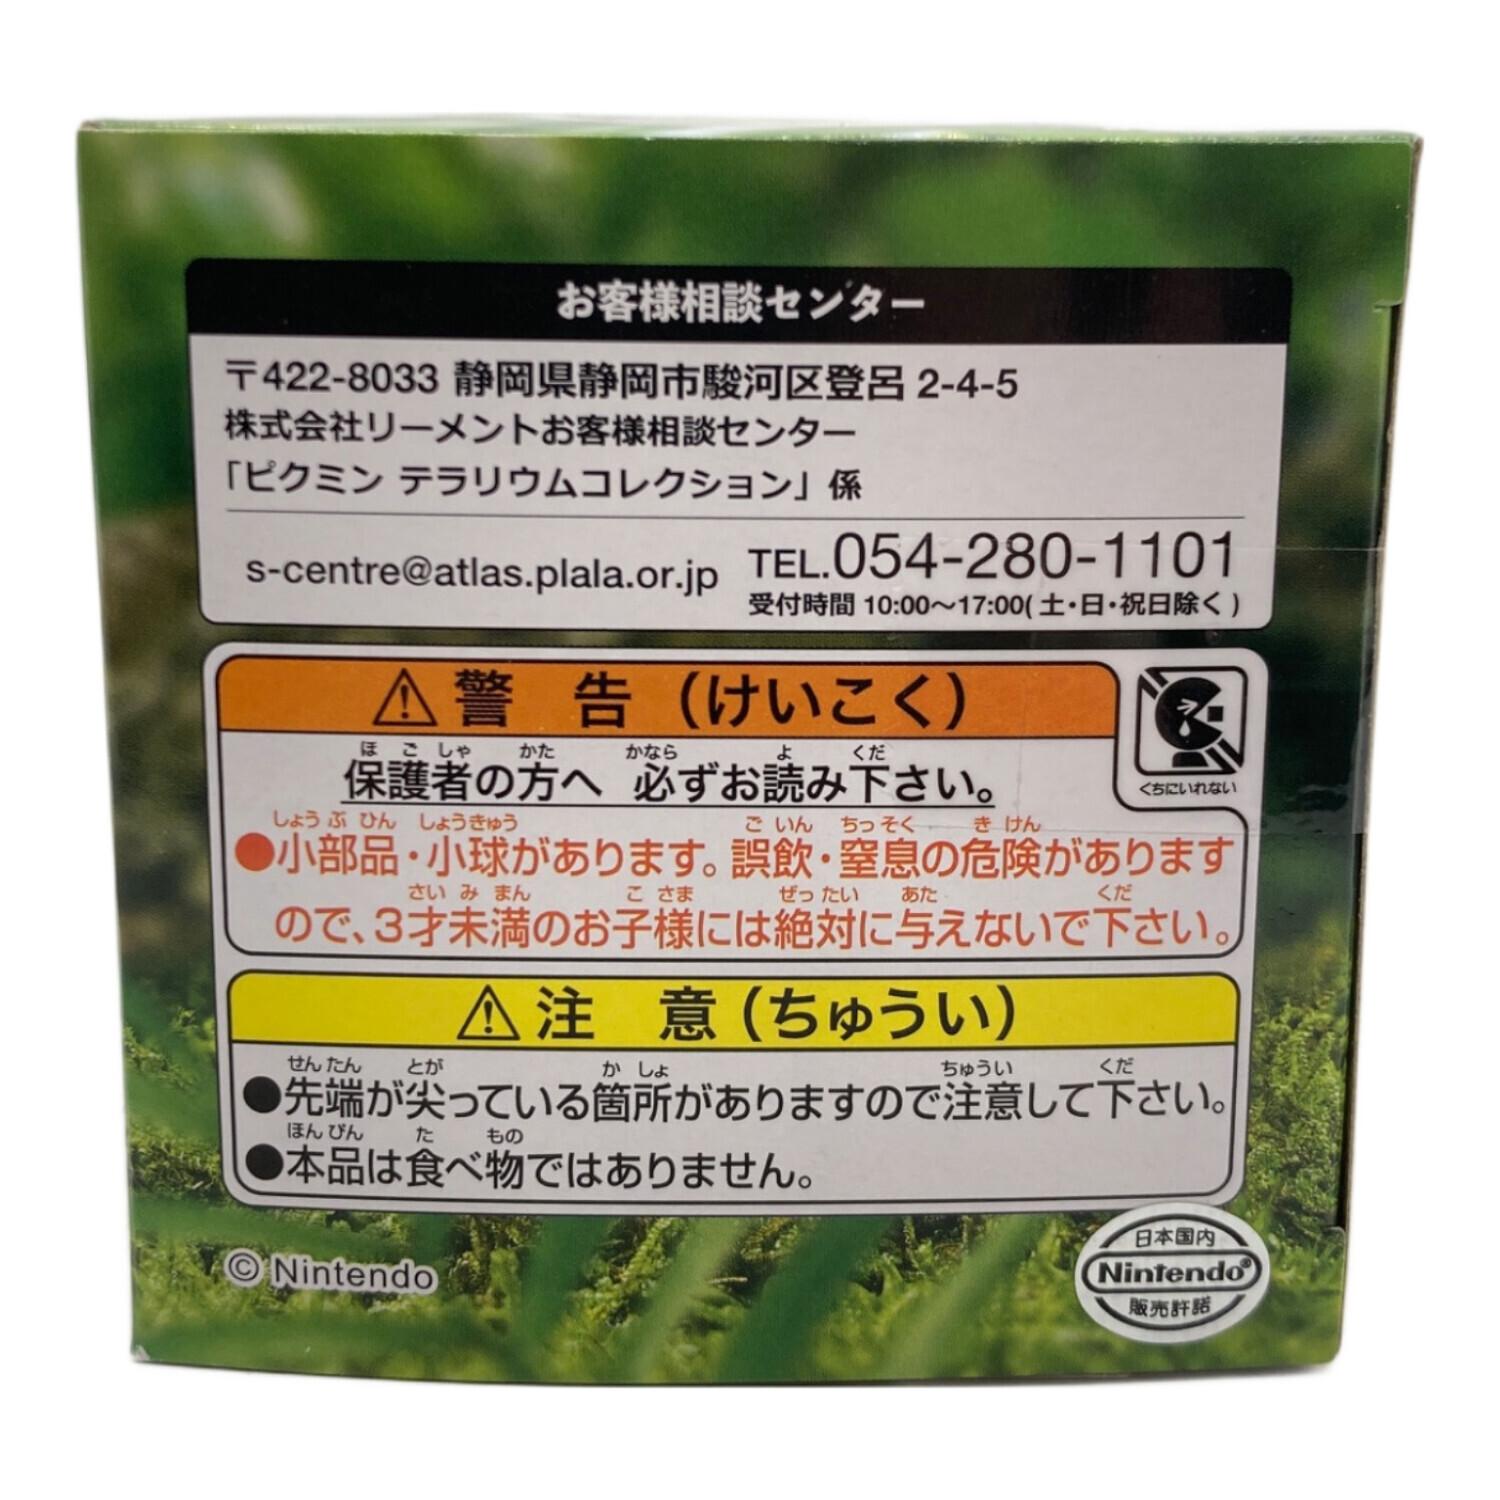 お客様相談センター
〒422-8033 静岡県静岡市駿河区登呂 2-4-5
株式会社リーメントお客様相談センター
「ピクミン テラリウムコレクション」係
s-centre@atlas.plala.or.jp
TEL.054-280-1101
受付時間 10:00〜17:00(土・日・祝日除く)
⚠警 告(けいこく)
くちにいれない
ほごしゃ かた かなら よ くだ
保護者の方へ 必ずお読み下さい。
しょうぶひん しょうきゅう ごいん ちっそく きけん
●小部品・小球があります。誤飲・窒息の危険があります
さいみまん こさま ぜったい あた くだ
ので、3才未満のお子様には絶対に与えないで下さい。
⚠注 意(ちゅうい)
せんたん とが かしょ ちゅうい くだ
●先端が尖っている箇所がありますので注意して下さい。
ほんぴん た もの
●本品は食べ物ではありません。
© Nintendo
日本国内
Nintendo®
販売許諾